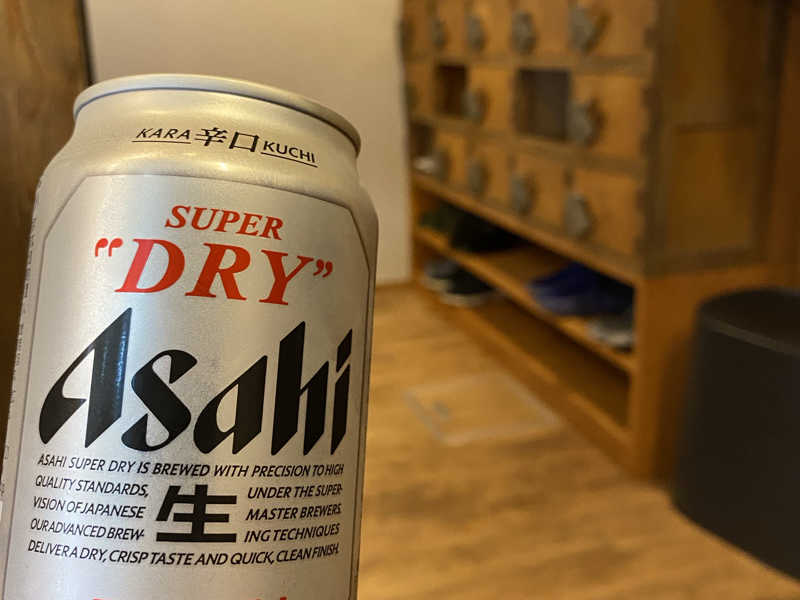 KARA 辛口 KUCHI
SUPER
"DRY"
Asahi
ASAHI SUPER DRY IS BREWED WITH PRECISION TO HIGH
QUALITY STANDARDS, UNDER THE SUPER-
VISION OF JAPANESE 生 MASTER BREWERS.
OUR ADVANCED BREW- ING TECHNIQUES
DELIVER A DRY, CRISP TASTE AND QUICK, CLEAN FINISH.